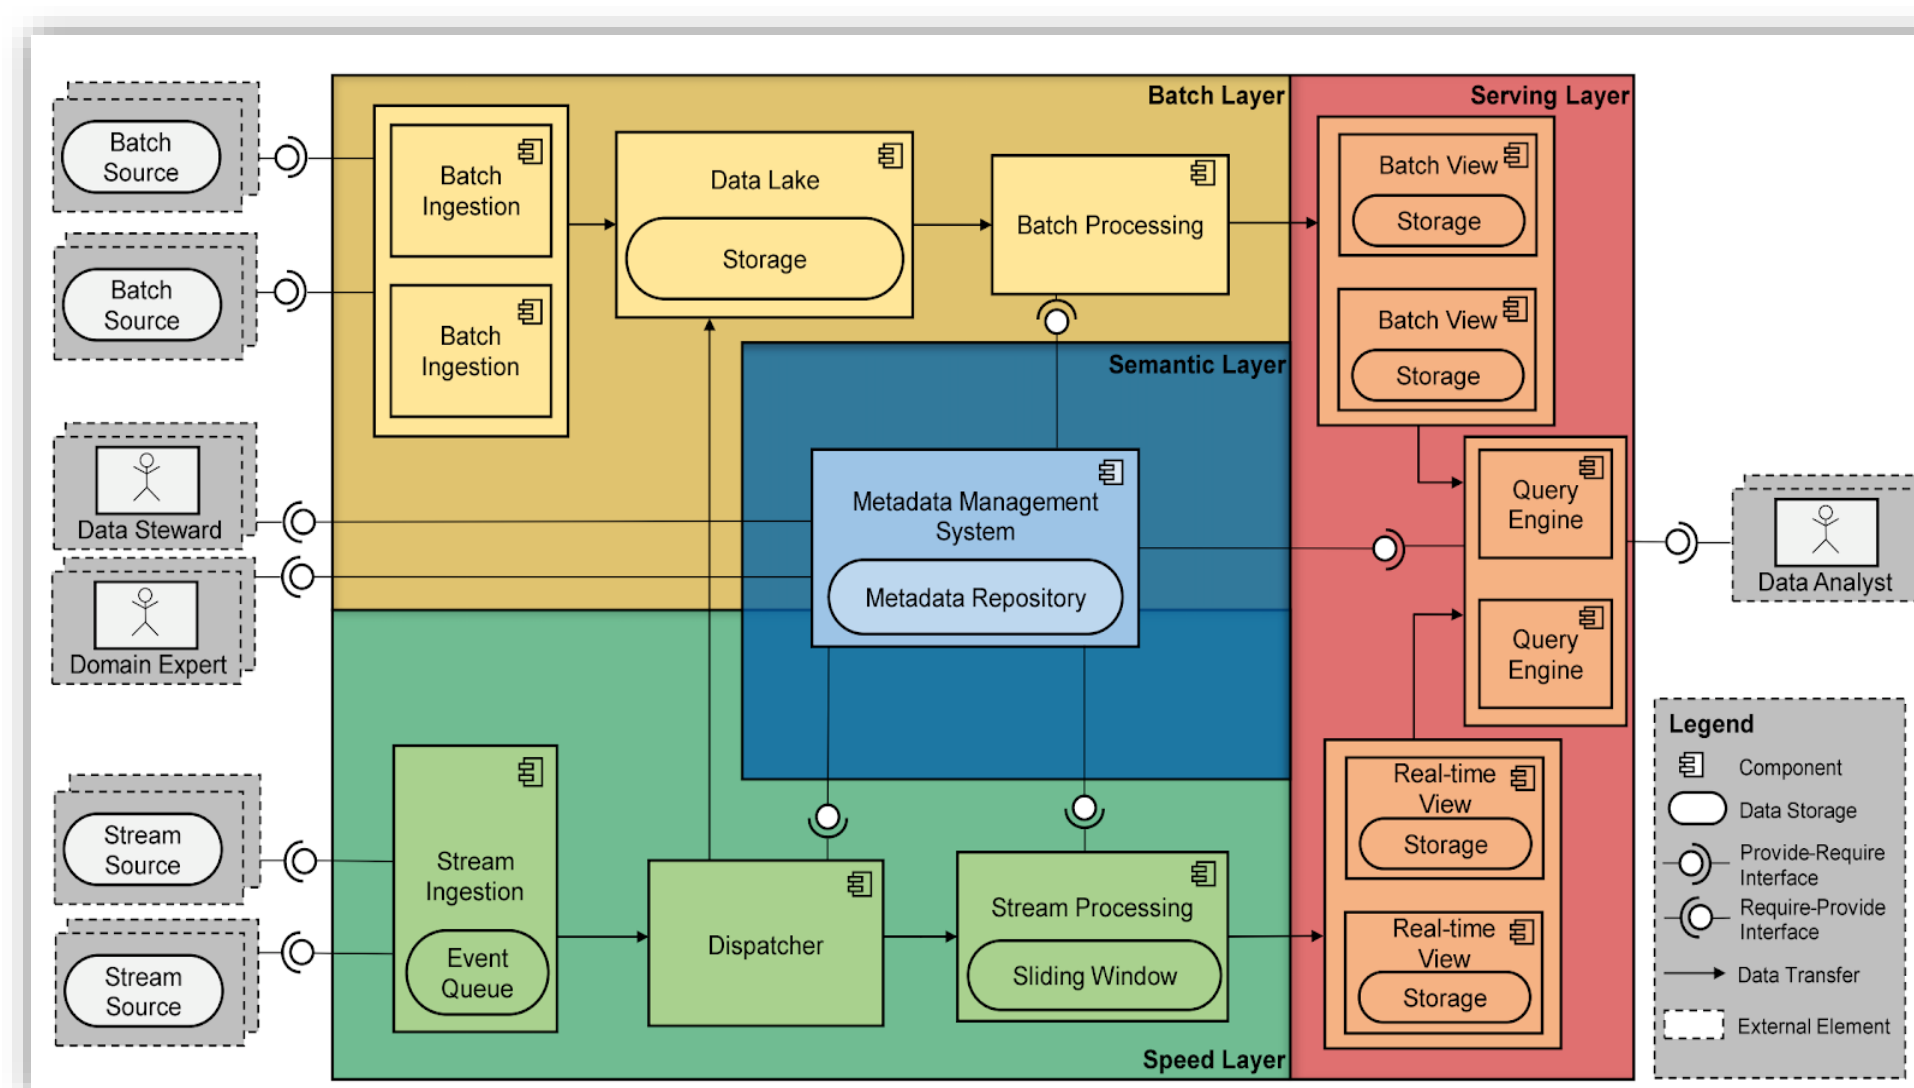 Batch Layer
Serving Layer
Batch
Source
Batch
Source
Batch
Ingestion
Batch
Ingestion
Data Lake
Storage
Batch Processing
Batch View
Storage
Batch View
Storage
Semantic Layer
Data Steward
Domain Expert
Metadata Management
System
Metadata Repository
Query
Engine
Query
Engine
Data Analyst
Stream
Source
Stream
Source
Stream
Ingestion
Event
Queue
Dispatcher
Stream Processing
Sliding Window
Real-time
View
Storage
Real-time
View
Storage
Speed Layer
Legend
Component
Data Storage
Provide-Require
Interface
Require-Provide
Interface
Data Transfer
External Element